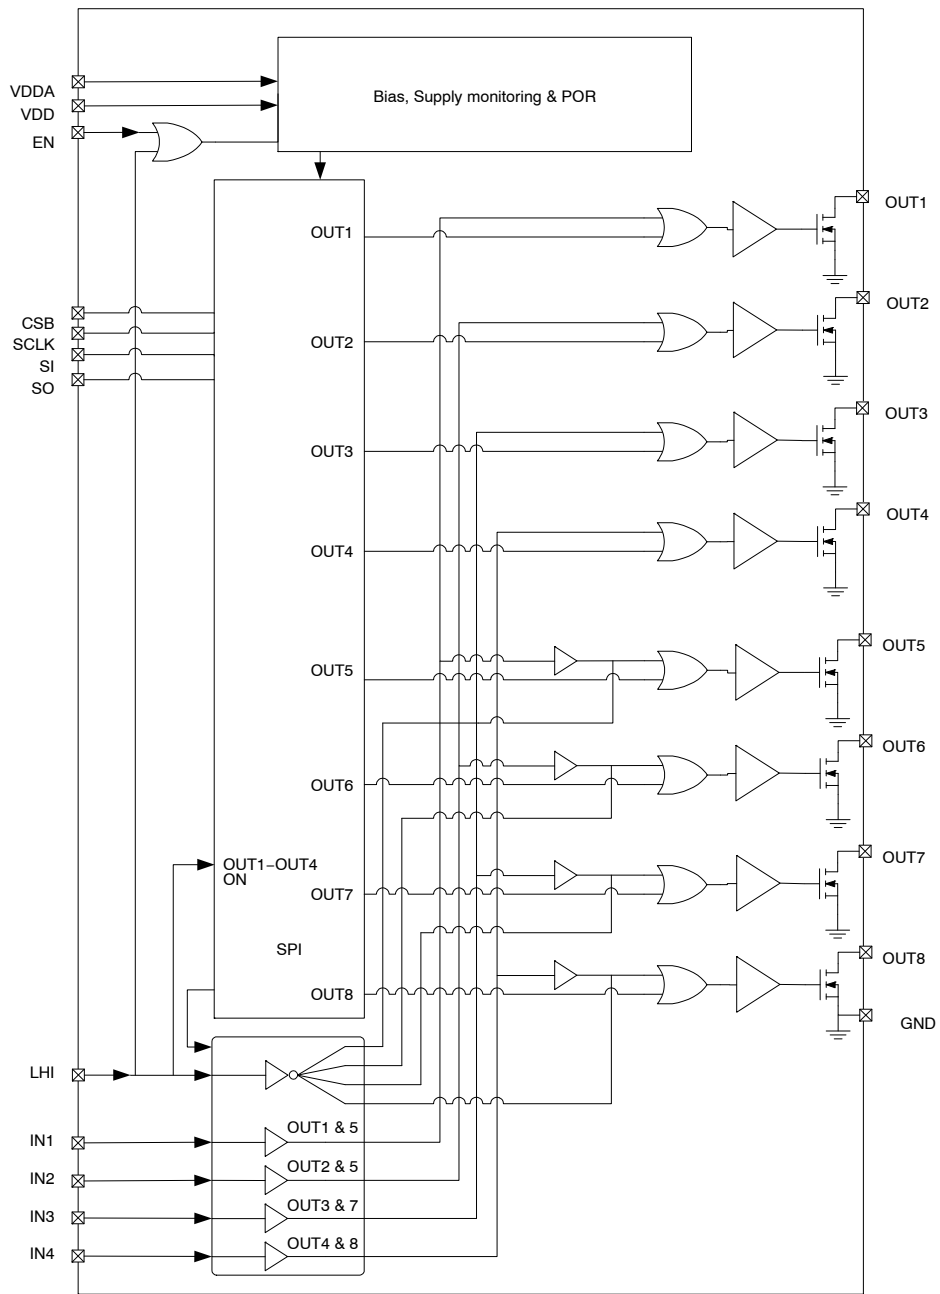 Bias, Supply monitoring & POR
VDDA
VDD
EN
CSB
SCLK
SI
SO
OUT1
OUT2
OUT3
OUT4
OUT5
OUT6
OUT1−OUT4
ON
OUT7
SPI
OUT8
OUT1
OUT2
OUT3
OUT4
OUT5
OUT6
OUT7
OUT8
GND
LHI
IN1
IN2
IN3
IN4
OUT1 & 5
OUT2 & 5
OUT3 & 7
OUT4 & 8